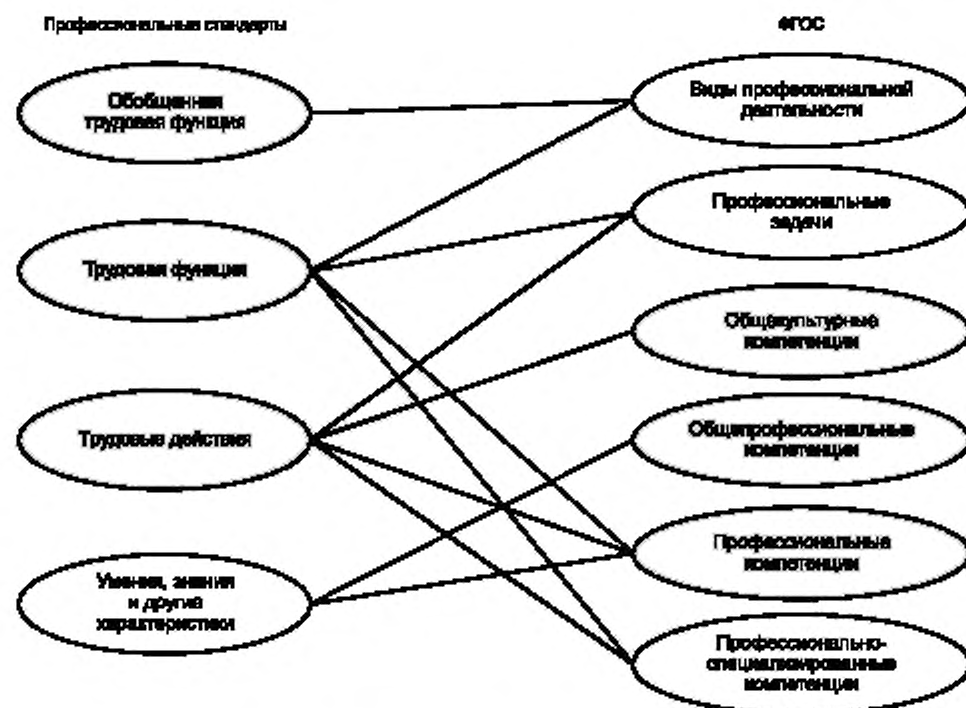 Профессиональные стандарты
ФГОС
Обобщенная
трудовая функция
Трудовая функция
Трудовые действия
Умения, знания
и другие
характеристики
Виды профессиональной
деятельности
Профессиональные
задачи
Общекультурные
компетенции
Общепрофессиональные
компетенции
Профессиональные
компетенции
Профессионально-
специализированные
компетенции